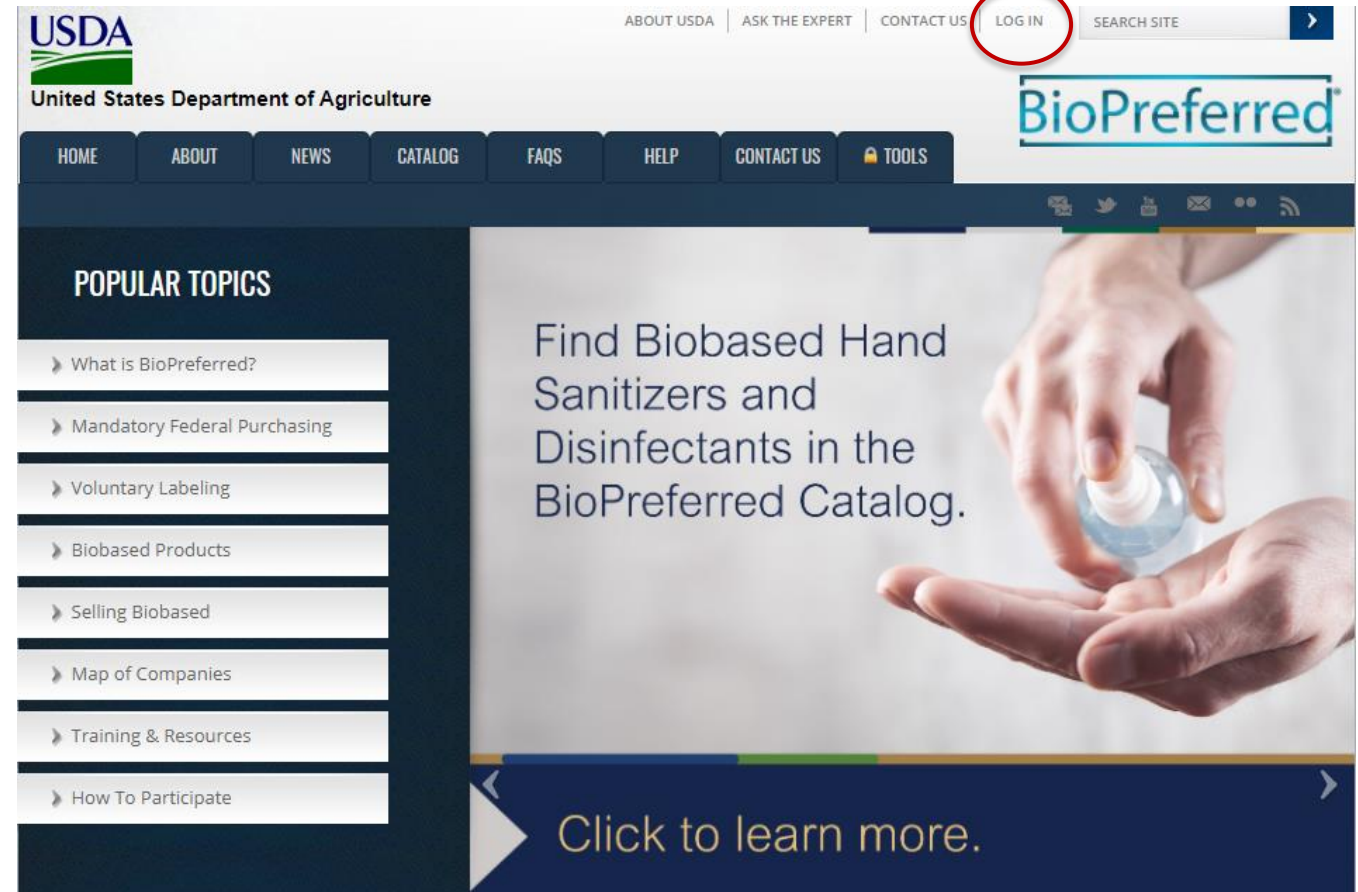 USDA
United States Department of Agriculture
ABOUT USDA
ASK THE EXPERT
CONTACT US
LOG IN
SEARCH SITE
BioPreferred®
HOME
ABOUT
NEWS
CATALOG
FAQS
HELP
CONTACT US
TOOLS
POPULAR TOPICS
What is BioPreferred?
Mandatory Federal Purchasing
Voluntary Labeling
Biobased Products
Selling Biobased
Map of Companies
Training & Resources
How To Participate
Find Biobased Hand
Sanitizers and
Disinfectants in the
BioPreferred Catalog.
Click to learn more.